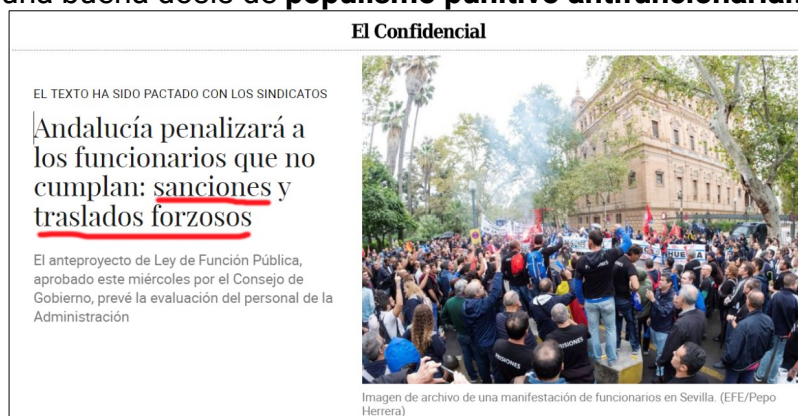 una buena dosis de populismo punitivo antifuncionarial.
El Confidencial
EL TEXTO HA SIDO PACTADO CON LOS SINDICATOS
Andalucía penalizará a
los funcionarios que no
cumplan: sanciones y
traslados forzosos
El anteproyecto de Ley de Función Pública,
aprobado este miércoles por el Consejo de
Gobierno, prevé la evaluación del personal de la
Administración
PRISIONES
PRISIONES
Imagen de archivo de una manifestación de funcionarios en Sevilla. (EFE/Pepo
Herrera)